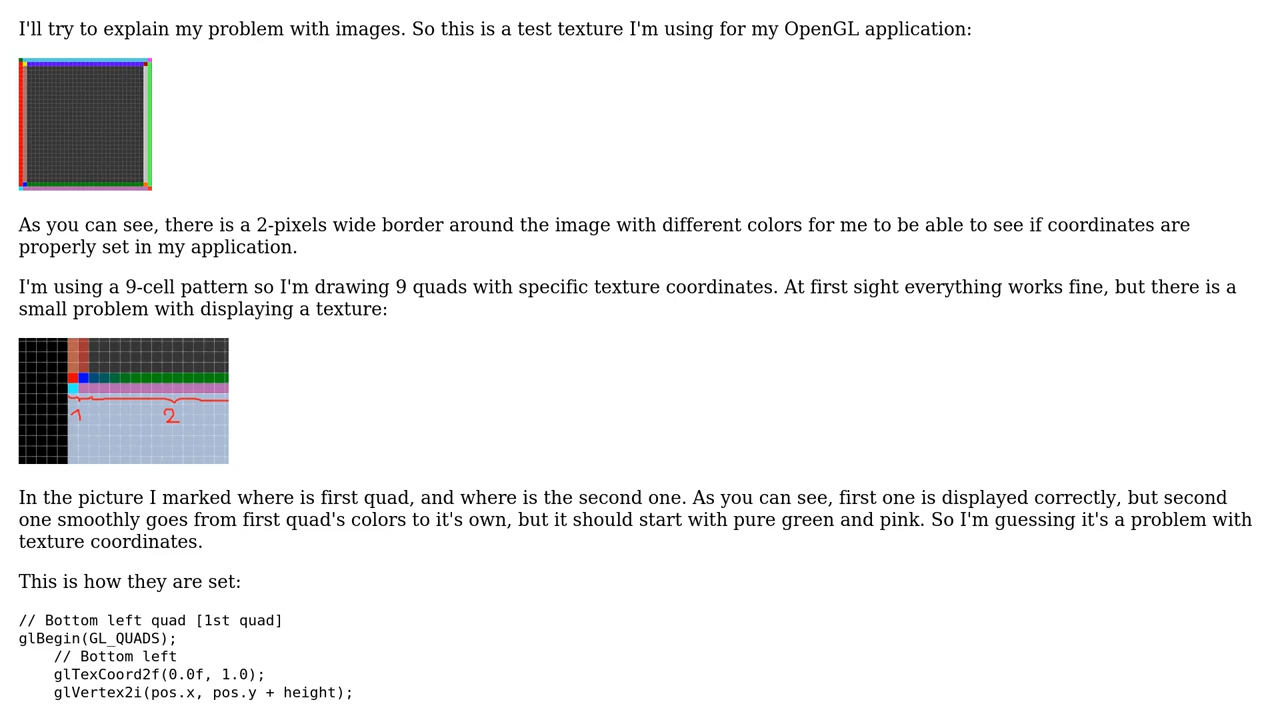 I'll try to explain my problem with images. So this is a test texture I'm using for my OpenGL application:
As you can see, there is a 2-pixels wide border around the image with different colors for me to be able to see if coordinates are
properly set in my application.
I'm using a 9-cell pattern so I'm drawing 9 quads with specific texture coordinates. At first sight everything works fine, but there is a
small problem with displaying a texture:
1 2
In the picture I marked where is first quad, and where is the second one. As you can see, first one is displayed correctly, but second
one smoothly goes from first quad's colors to it's own, but it should start with pure green and pink. So I'm guessing it's a problem with
texture coordinates.
This is how they are set:
// Bottom left quad [1st quad]
glBegin(GL_QUADS);
    // Bottom left
    glTexCoord2f(0.0f, 1.0);
    glVertex2i(pos.x, pos.y + height);